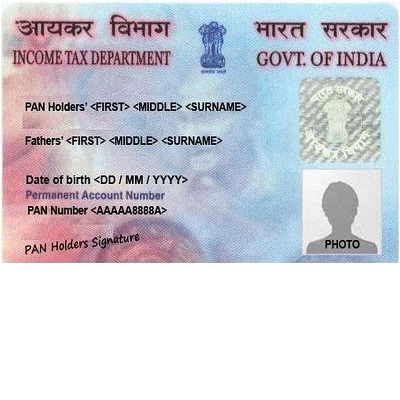 आयकर विभाग
भारत सरकार
INCOME TAX DEPARTMENT
GOVT. OF INDIA
PAN Holders' <FIRST> <MIDDLE> <SURNAME>
Fathers' <FIRST> <MIDDLE> <SURNAME>
Date of birth <DD / MM / YYYY>
Permanent Account Number
PAN Number <AAAAA8888A>
PAN Holders Signature
PHOTO